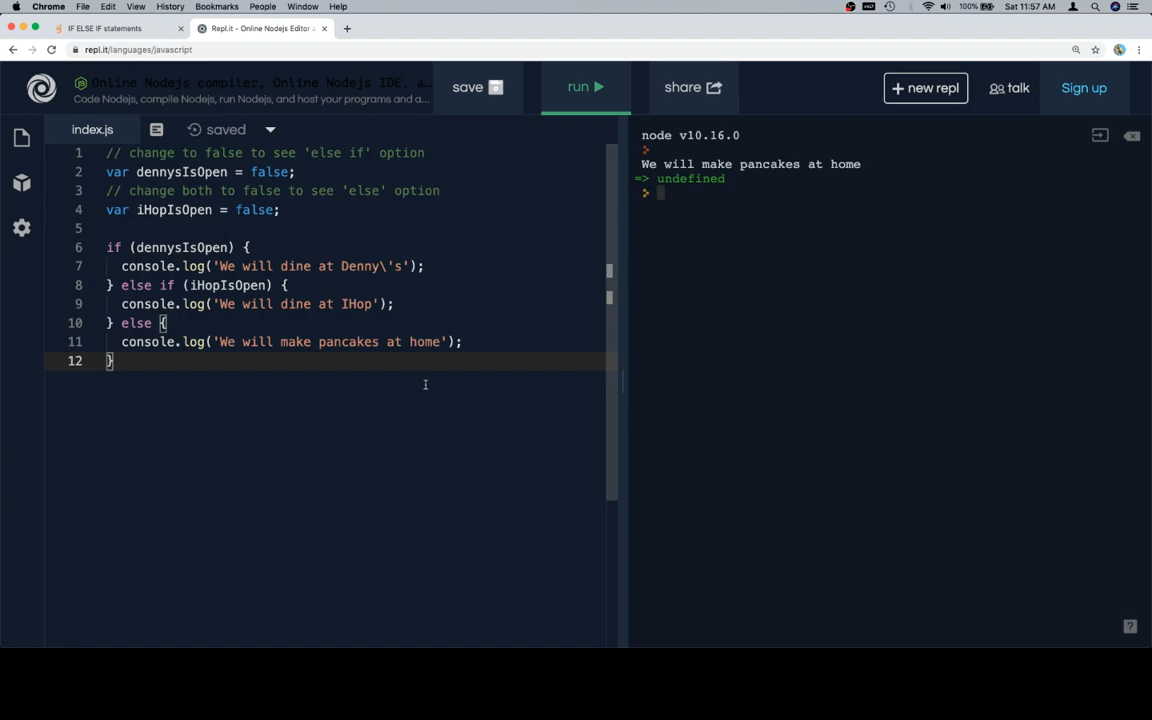 Chrome File Edit View History Bookmarks People Window Help 100% Sat 11:57 AM
IF ELSE IF statements
Repl.it - Online Nodejs Editor a
repl.it/languages/javascript
Online Nodejs compiler, Online Nodejs IDE, a…
Code Nodejs, compile Nodejs, run Nodejs, and host your programs and a…
save
run
share
+ new repl
talk
Sign up
index.js
saved
1 // change to false to see 'else if' option
2 var dennysIsOpen = false;
3 // change both to false to see 'else' option
4 var iHopIsOpen = false;
5
6 if (dennysIsOpen) {
7 console.log('We will dine at Denny\'s');
8 } else if (iHopIsOpen) {
9 console.log('We will dine at IHop');
10 } else {
11 console.log('We will make pancakes at home');
12 }
node v10.16.0
We will make pancakes at home
=> undefined
?